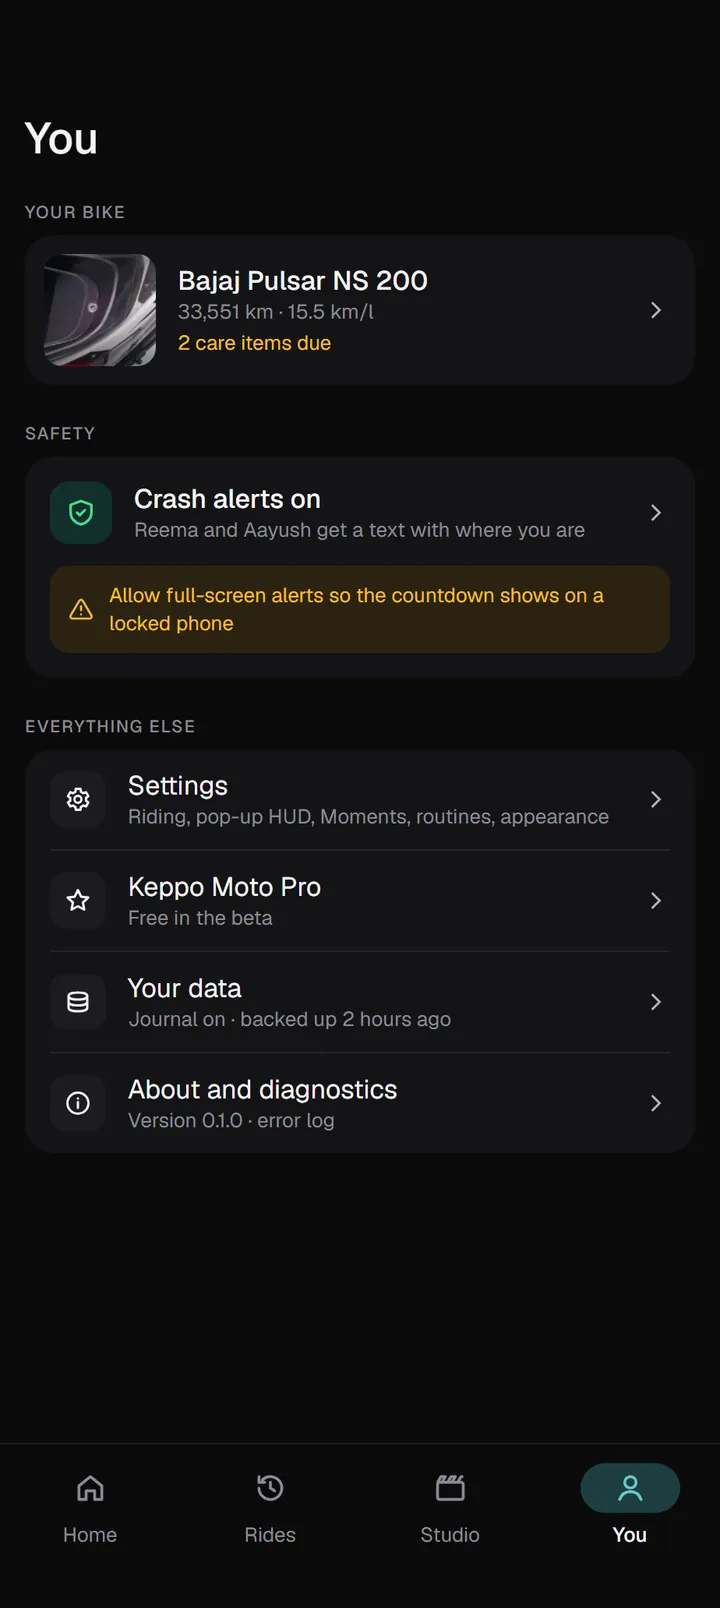 You
YOUR BIKE
Bajaj Pulsar NS 200
33,551 km · 15.5 km/l
2 care items due
SAFETY
Crash alerts on
Reema and Aayush get a text with where you are
Allow full-screen alerts so the countdown shows on a
locked phone
EVERYTHING ELSE
Settings
Riding, pop-up HUD, Moments, routines, appearance
Keppo Moto Pro
Free in the beta
Your data
Journal on · backed up 2 hours ago
About and diagnostics
Version 0.1.0 · error log
Home
Rides
Studio
You